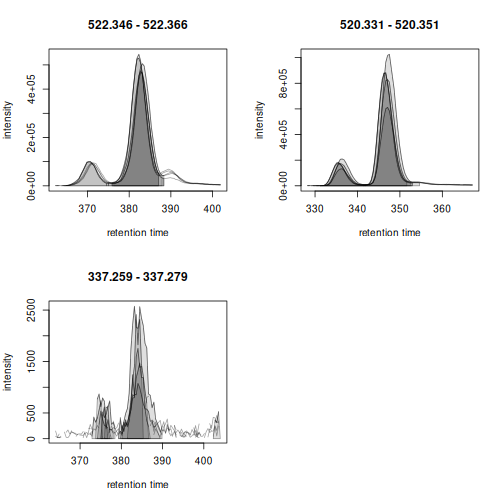 522.346 - 522.366
intensity
0e+00 2e+05 4e+05
370 380 390 400
retention time
520.331 - 520.351
intensity
0e+00 4e+05 8e+05
330 340 350 360
retention time
337.259 - 337.279
intensity
0 500 1500 2500
370 380 390 400
retention time